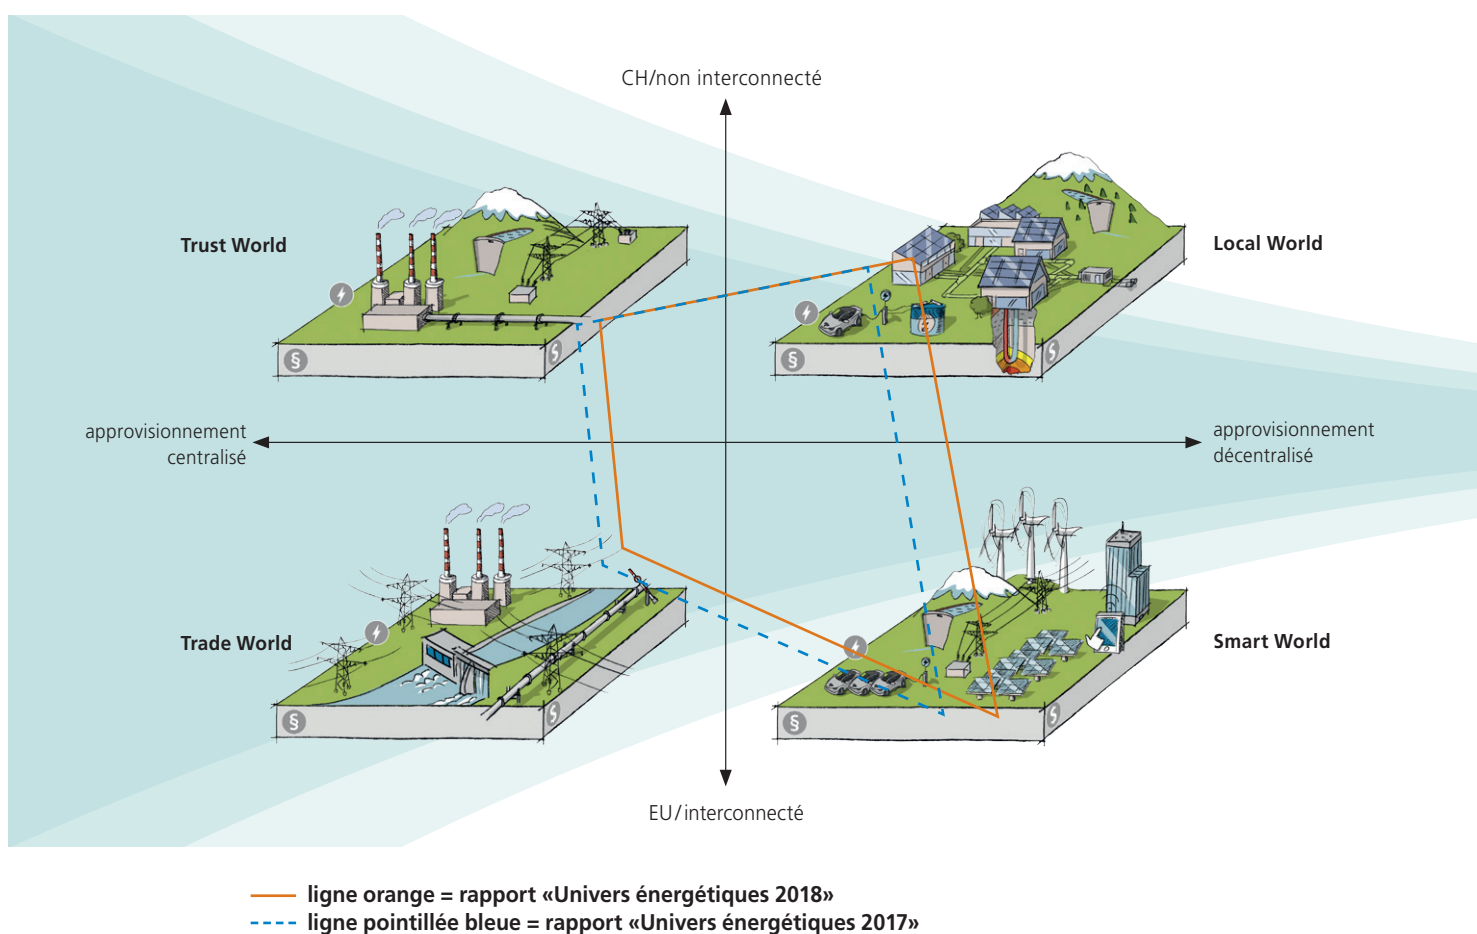 CH/non interconnecté
Trust World
Local World
§
§
approvisionnement
centralisé
approvisionnement
décentralisé
Trade World
Smart World
§
§
EU/interconnecté
ligne orange = rapport «Univers énergétiques 2018»
ligne pointillée bleue = rapport «Univers énergétiques 2017»